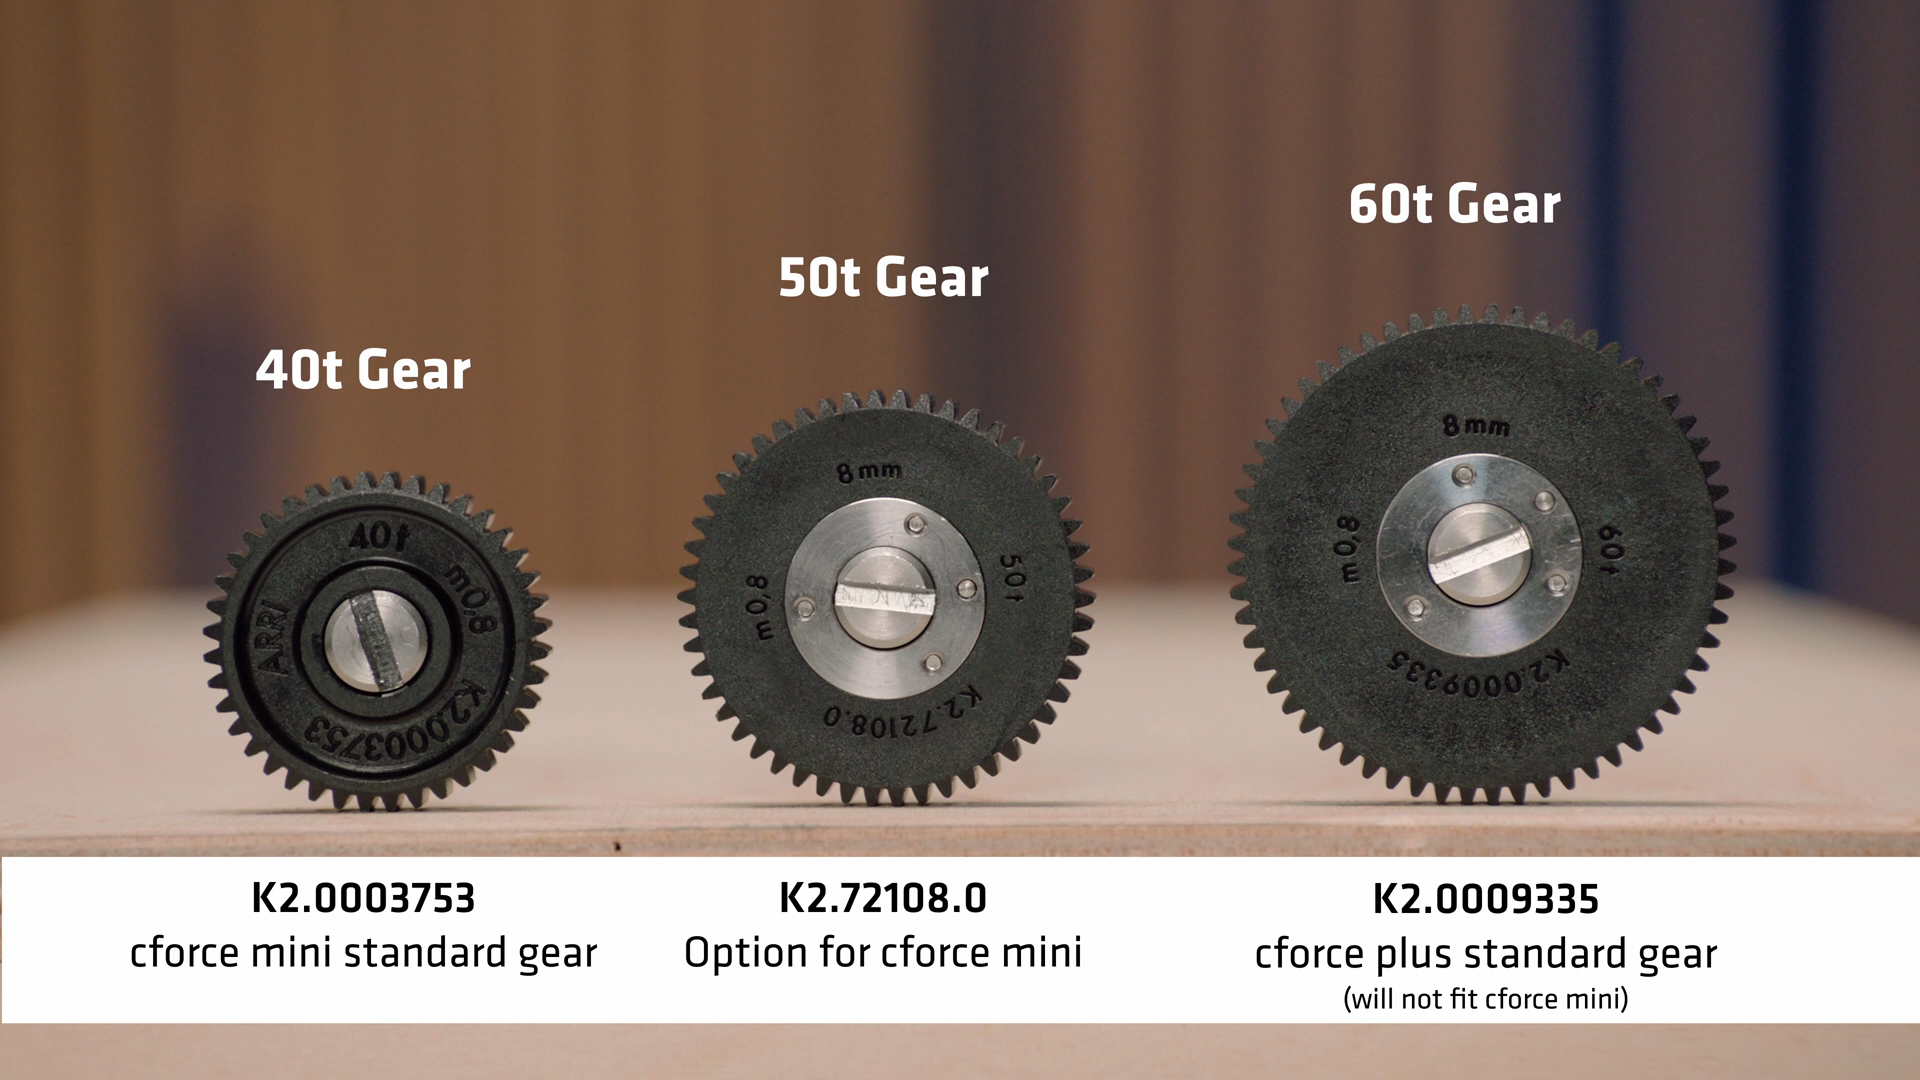 60t Gear
50t Gear
40t Gear
40t
m0,8
ARRI
K2.0003753
8mm
50t
m0,8
K2.72108.0
8mm
60t
m0,8
K2.0009335
K2.0003753
cforce mini standard gear
K2.72108.0
Option for cforce mini
K2.0009335
cforce plus standard gear
(will not fit cforce mini)